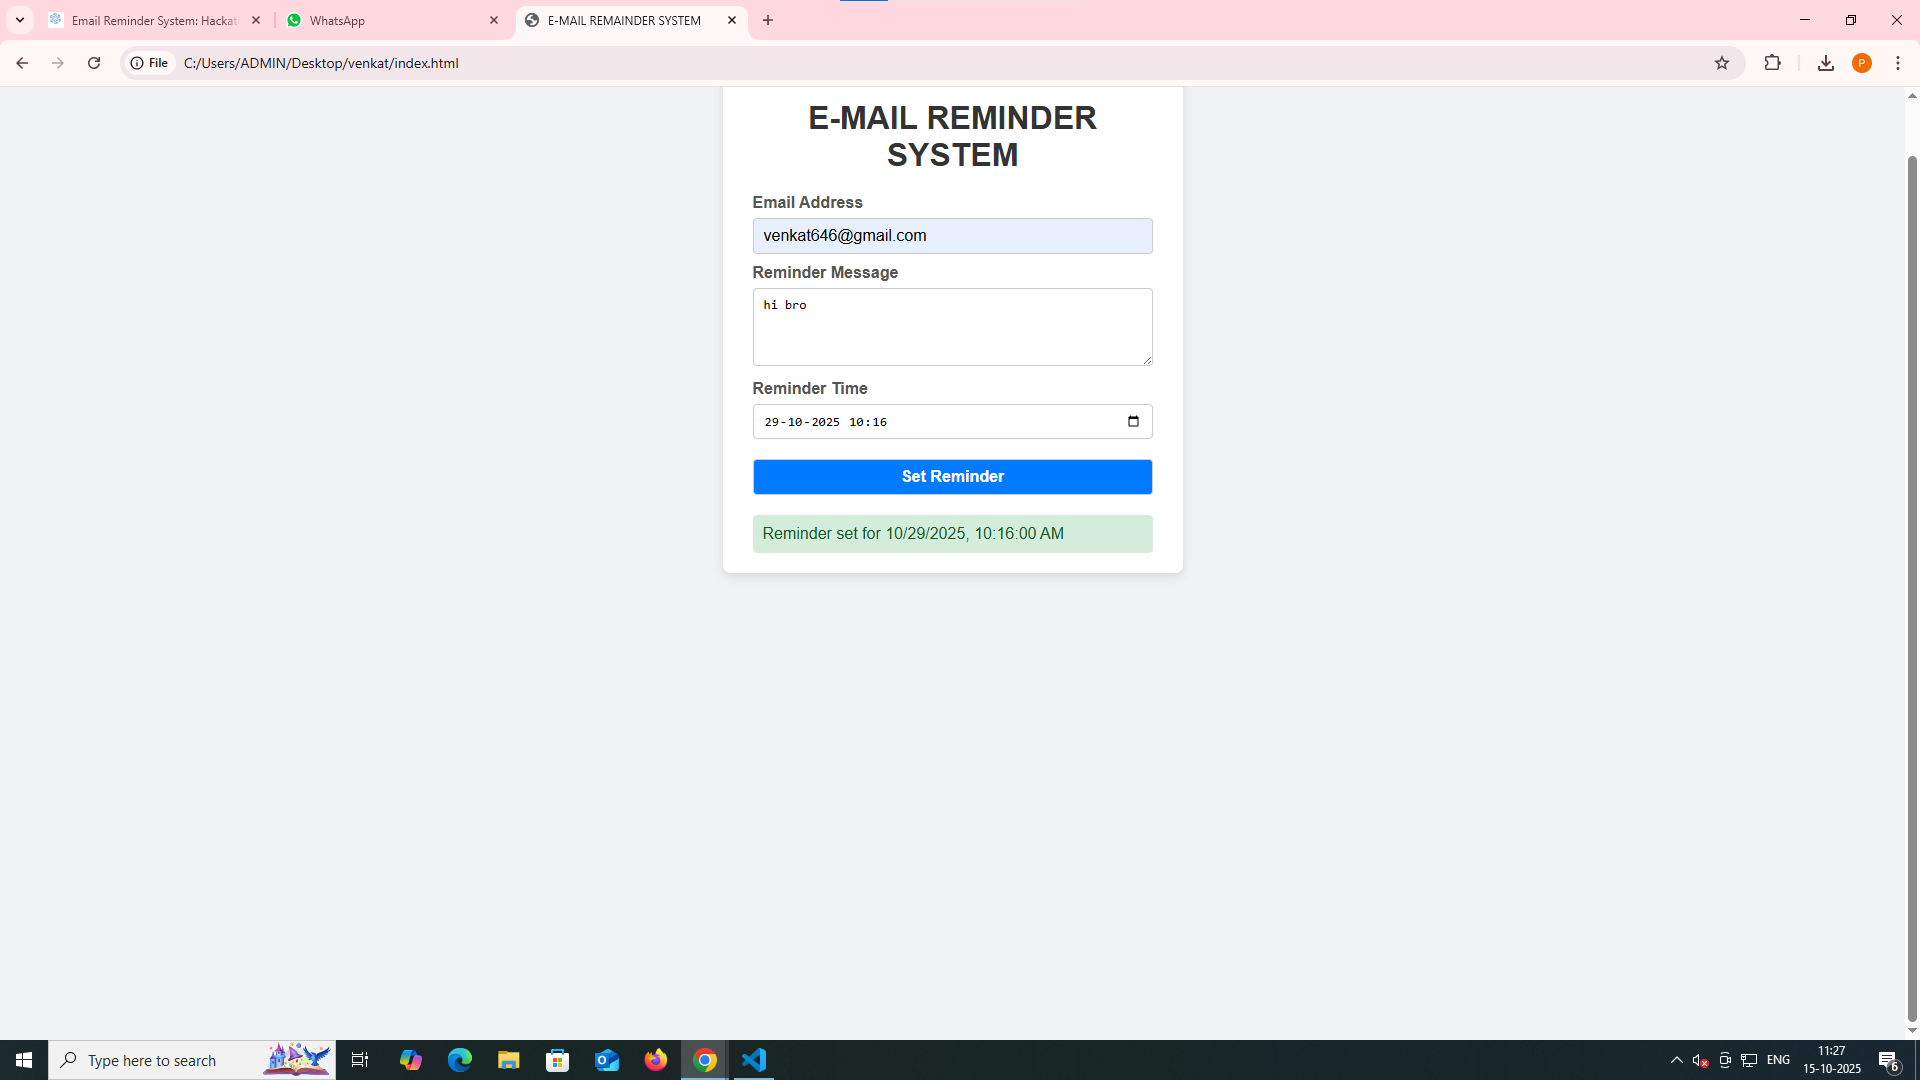 Email Reminder System: Hackat
WhatsApp
E-MAIL REMAINDER SYSTEM
File
C:/Users/ADMIN/Desktop/venkat/index.html
P
E-MAIL REMINDER
SYSTEM
Email Address
venkat646@gmail.com
Reminder Message
hi bro
Reminder Time
29-10-2025 10:16
Set Reminder
Reminder set for 10/29/2025, 10:16:00 AM
Type here to search
ENG
11:27
15-10-2025
6